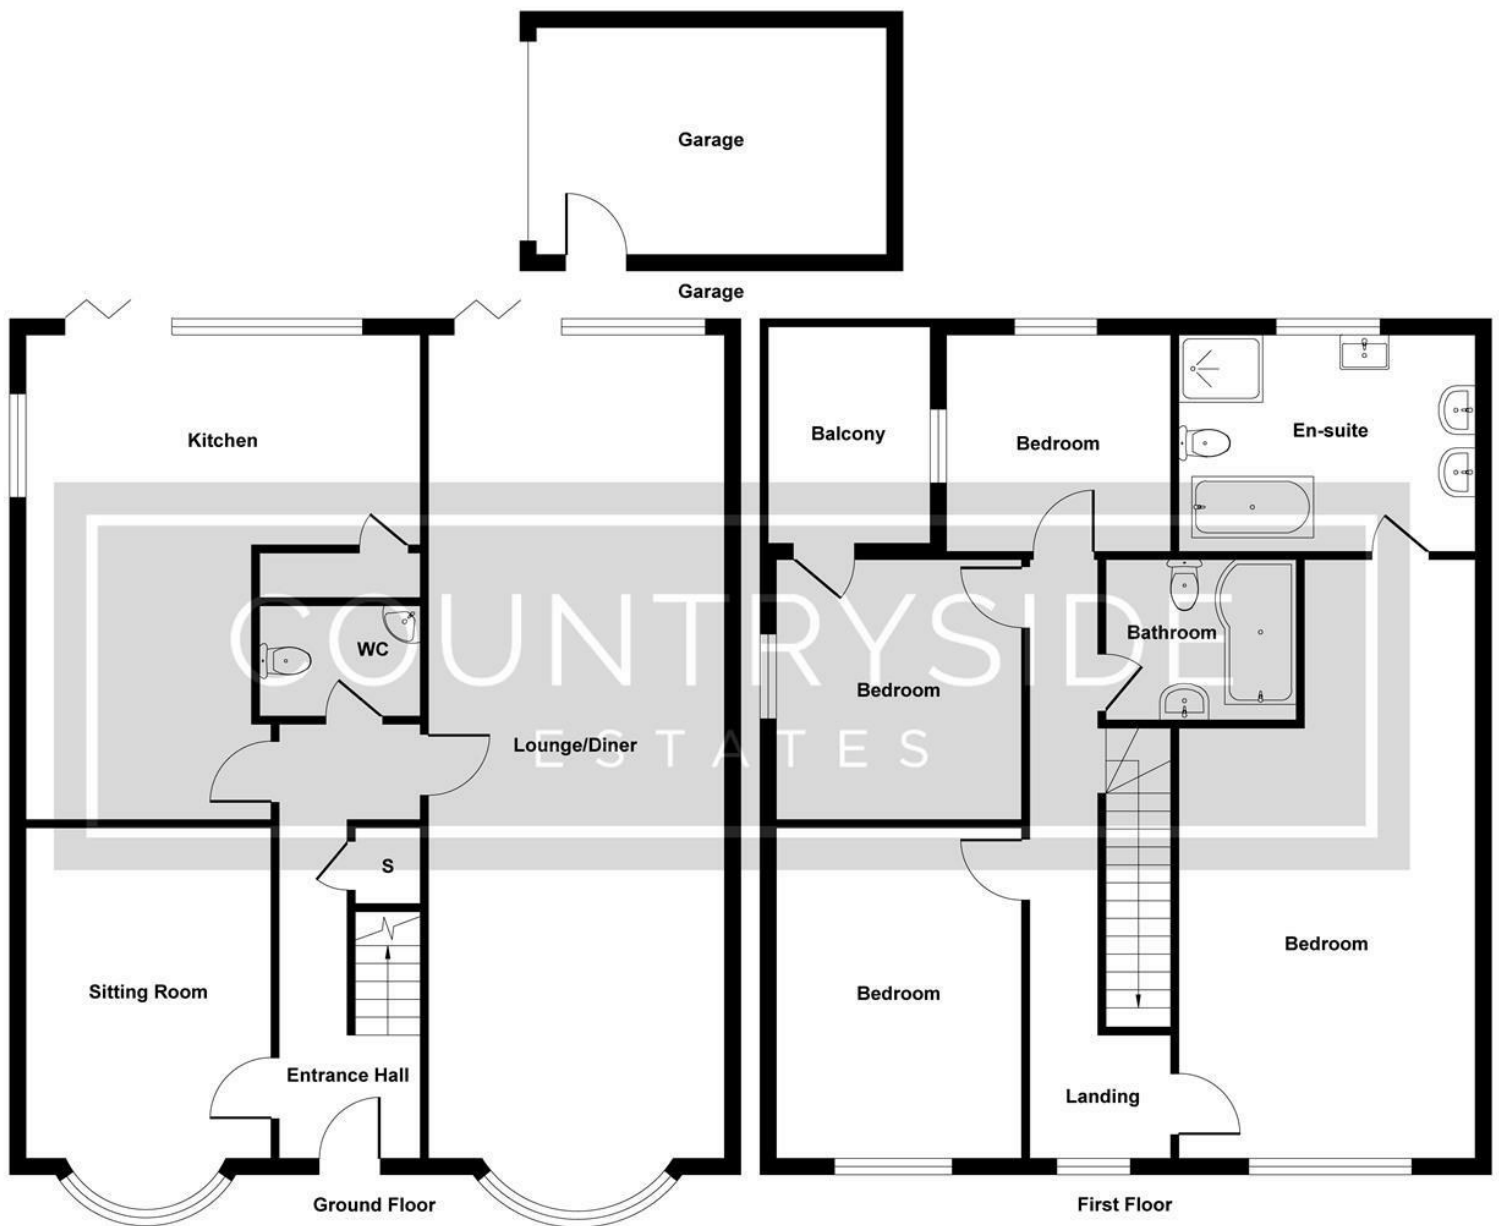 Garage
Garage
Kitchen
WC
Lounge/Diner
S
Sitting Room
Entrance Hall
Ground Floor
Balcony
Bedroom
En-suite
Bathroom
Bedroom
Bedroom
Bedroom
Landing
First Floor
COUNTRYSIDE
ESTATES